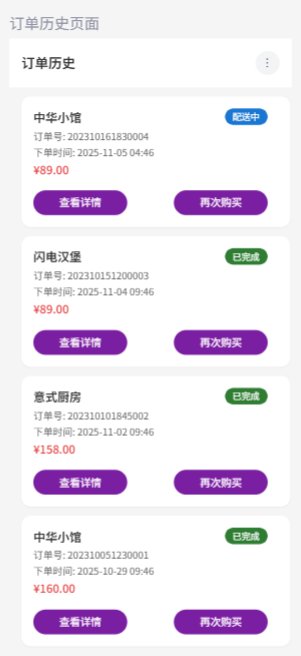 订单历史页面
订单历史
中华小馆 配送中
订单号: 202310161830004
下单时间: 2025-11-05 04:46
¥89.00
查看详情 再次购买
闪电汉堡 已完成
订单号: 202310151200003
下单时间: 2025-11-04 09:46
¥89.00
查看详情 再次购买
意式厨房 已完成
订单号: 202310101845002
下单时间: 2025-11-02 09:46
¥158.00
查看详情 再次购买
中华小馆 已完成
订单号: 202310051230001
下单时间: 2025-10-29 09:46
¥160.00
查看详情 再次购买